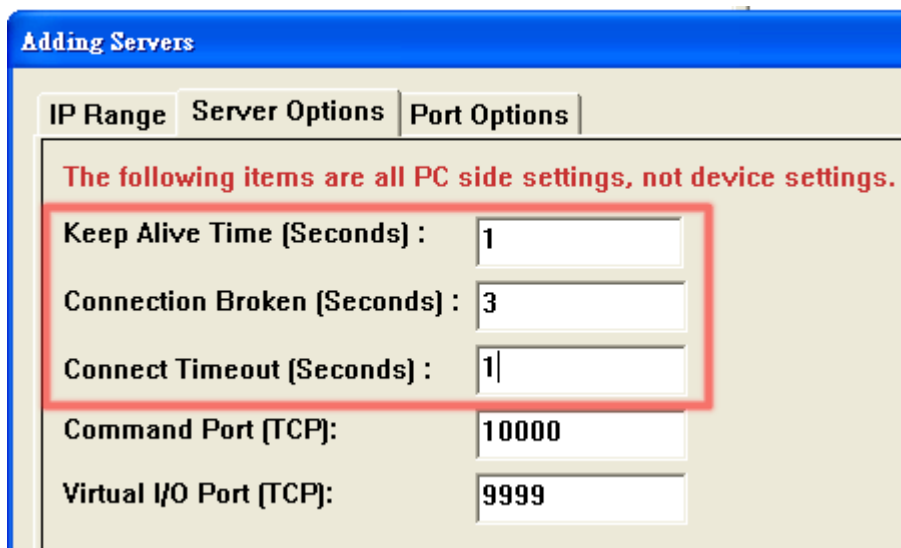 Adding Servers
IP Range Server Options Port Options
The following items are all PC side settings, not device settings.
Keep Alive Time (Seconds) : 1
Connection Broken (Seconds) : 3
Connect Timeout (Seconds) : 1
Command Port (TCP): 10000
Virtual I/O Port (TCP): 9999